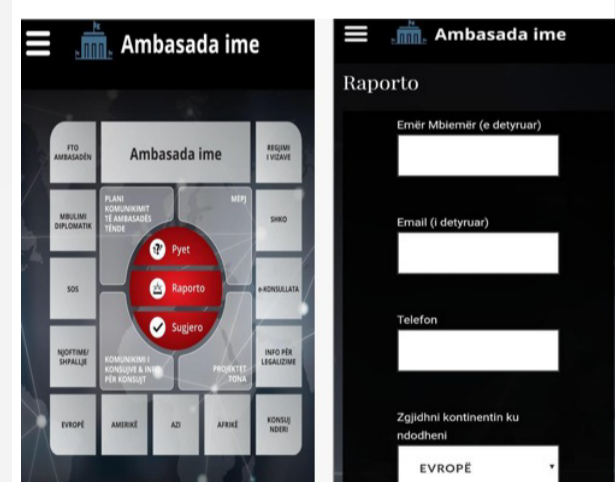 Ambasada ime
FTO
AMBASADËN
Ambasada ime
REGJIMI
I VIZAVE
PLANI
KOMUNIKIMIT
TË AMBASADËS
TËNDE
MEPJ
MBULIMI
DIPLOMATIK
SHKO
Pyet
SOS
Raporto
e-KONSULLATA
Sugjero
NJOFTIME/
SHPALLJE
KOMUNIKIMI I
KONSUJVE & INFO
PËR KONSUJT
PROJEKTET
TONA
INFO PËR
LEGALIZIME
EVROPË
AMERIKË
AZI
AFRIKË
KONSUJ
NDERI
Ambasada ime
Raporto
Emër Mbiemër (e detyruar)
Email (i detyruar)
Telefon
Zgjidhni kontinentin ku
ndodheni
EVROPË